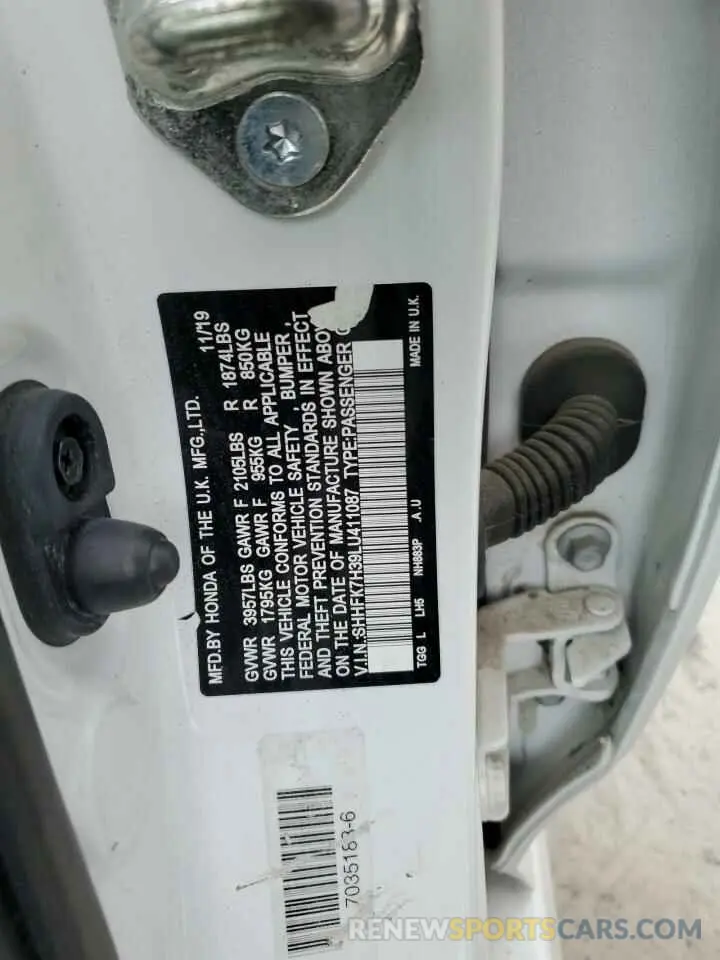 MFD.BY HONDA OF THE U.K. MFG.,LTD. 11/19
GVWR 3957LBS GAWR F 2105LBS R 1874LBS
GVWR 1795KG GAWR F 955KG R 850KG
THIS VEHICLE CONFORMS TO ALL APPLICABLE
FEDERAL MOTOR VEHICLE SAFETY , BUMPER ,
AND THEFT PREVENTION STANDARDS IN EFFECT
ON THE DATE OF MANUFACTURE SHOWN ABOV
V.I.N.:SHHFK7H39LU411087 TYPE:PASSENGER C
TGG L LH5 NH883P .A.U MADE IN U.K.
7035183-6
RENEWSPORTSCARS.COM